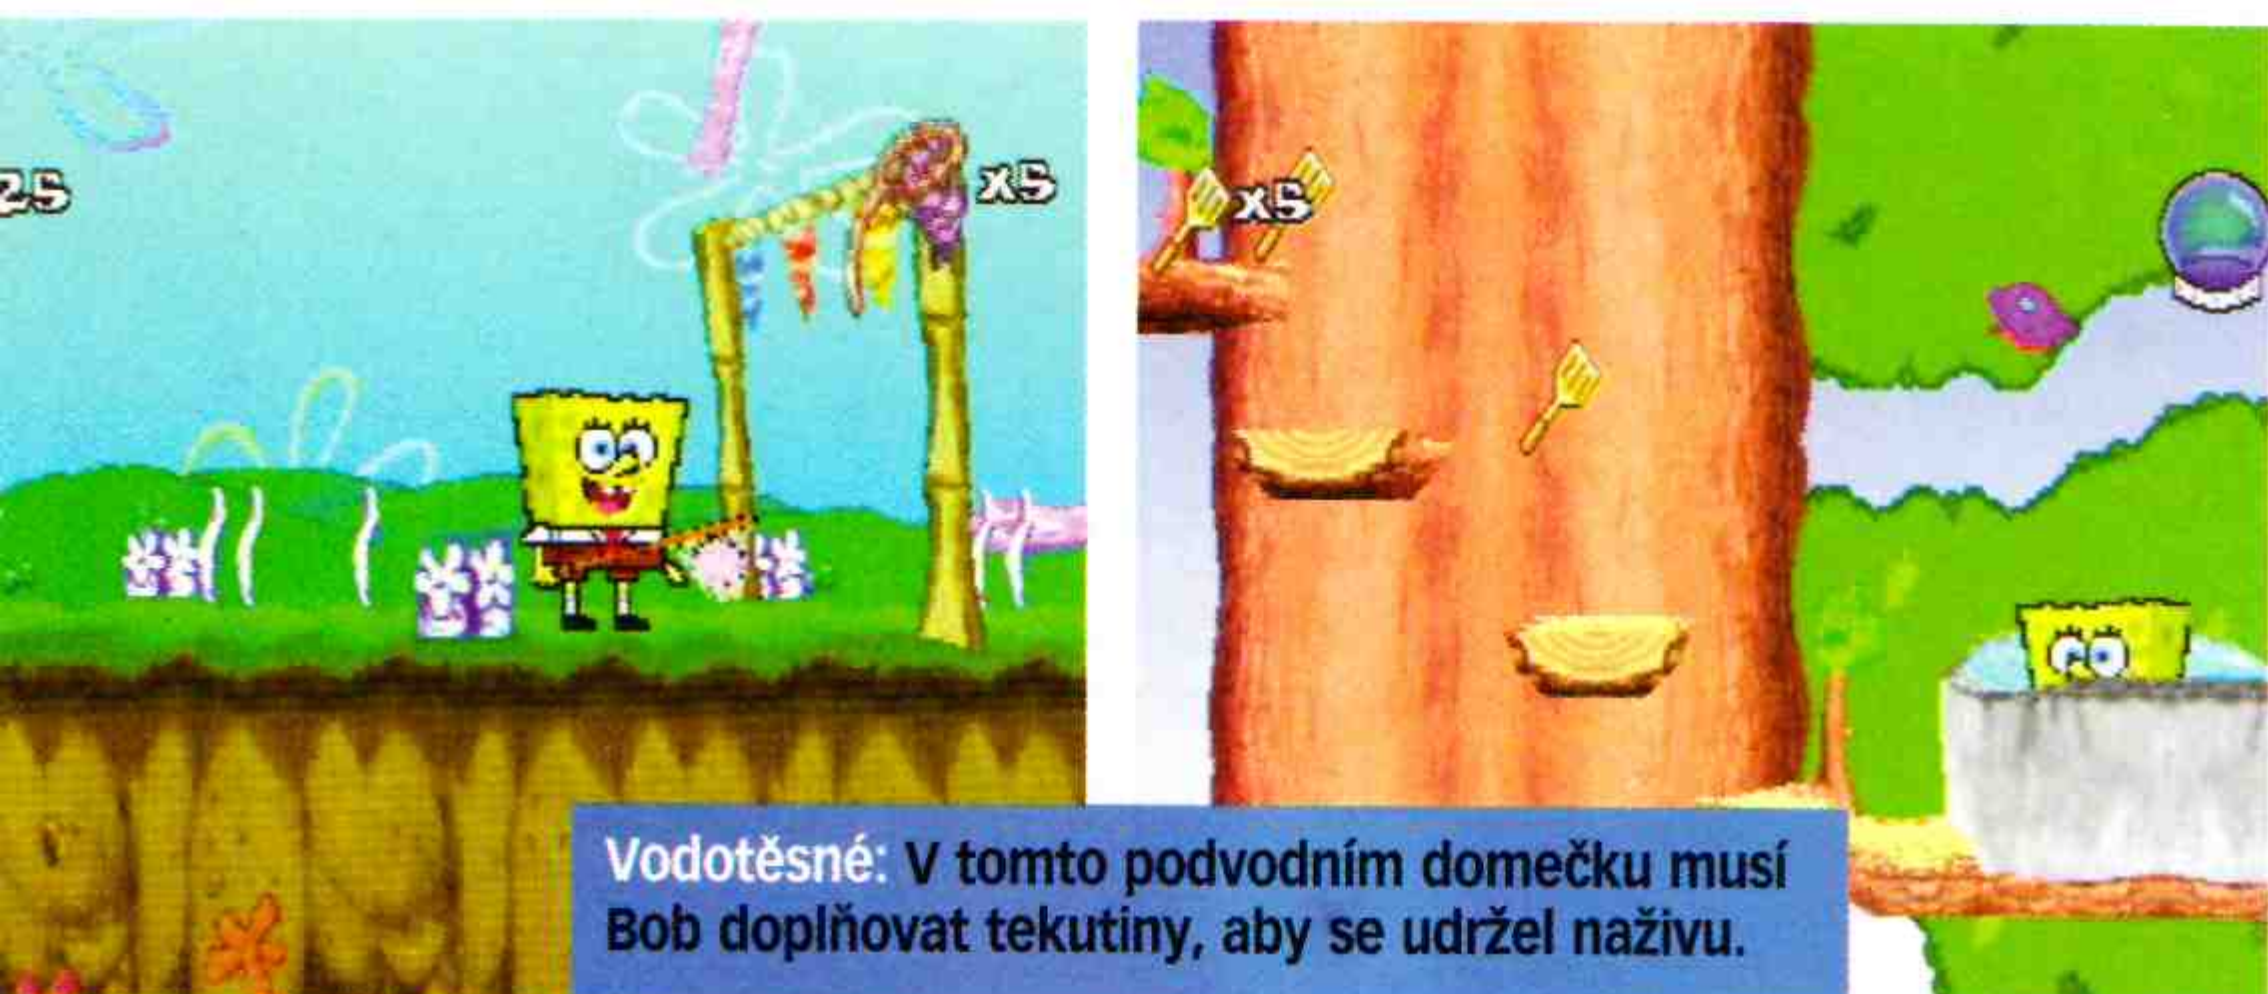 25
x5
x5
Vodotěsné: V tomto podvodním domečku musí
Bob doplňovat tekutiny, aby se udržel naživu.